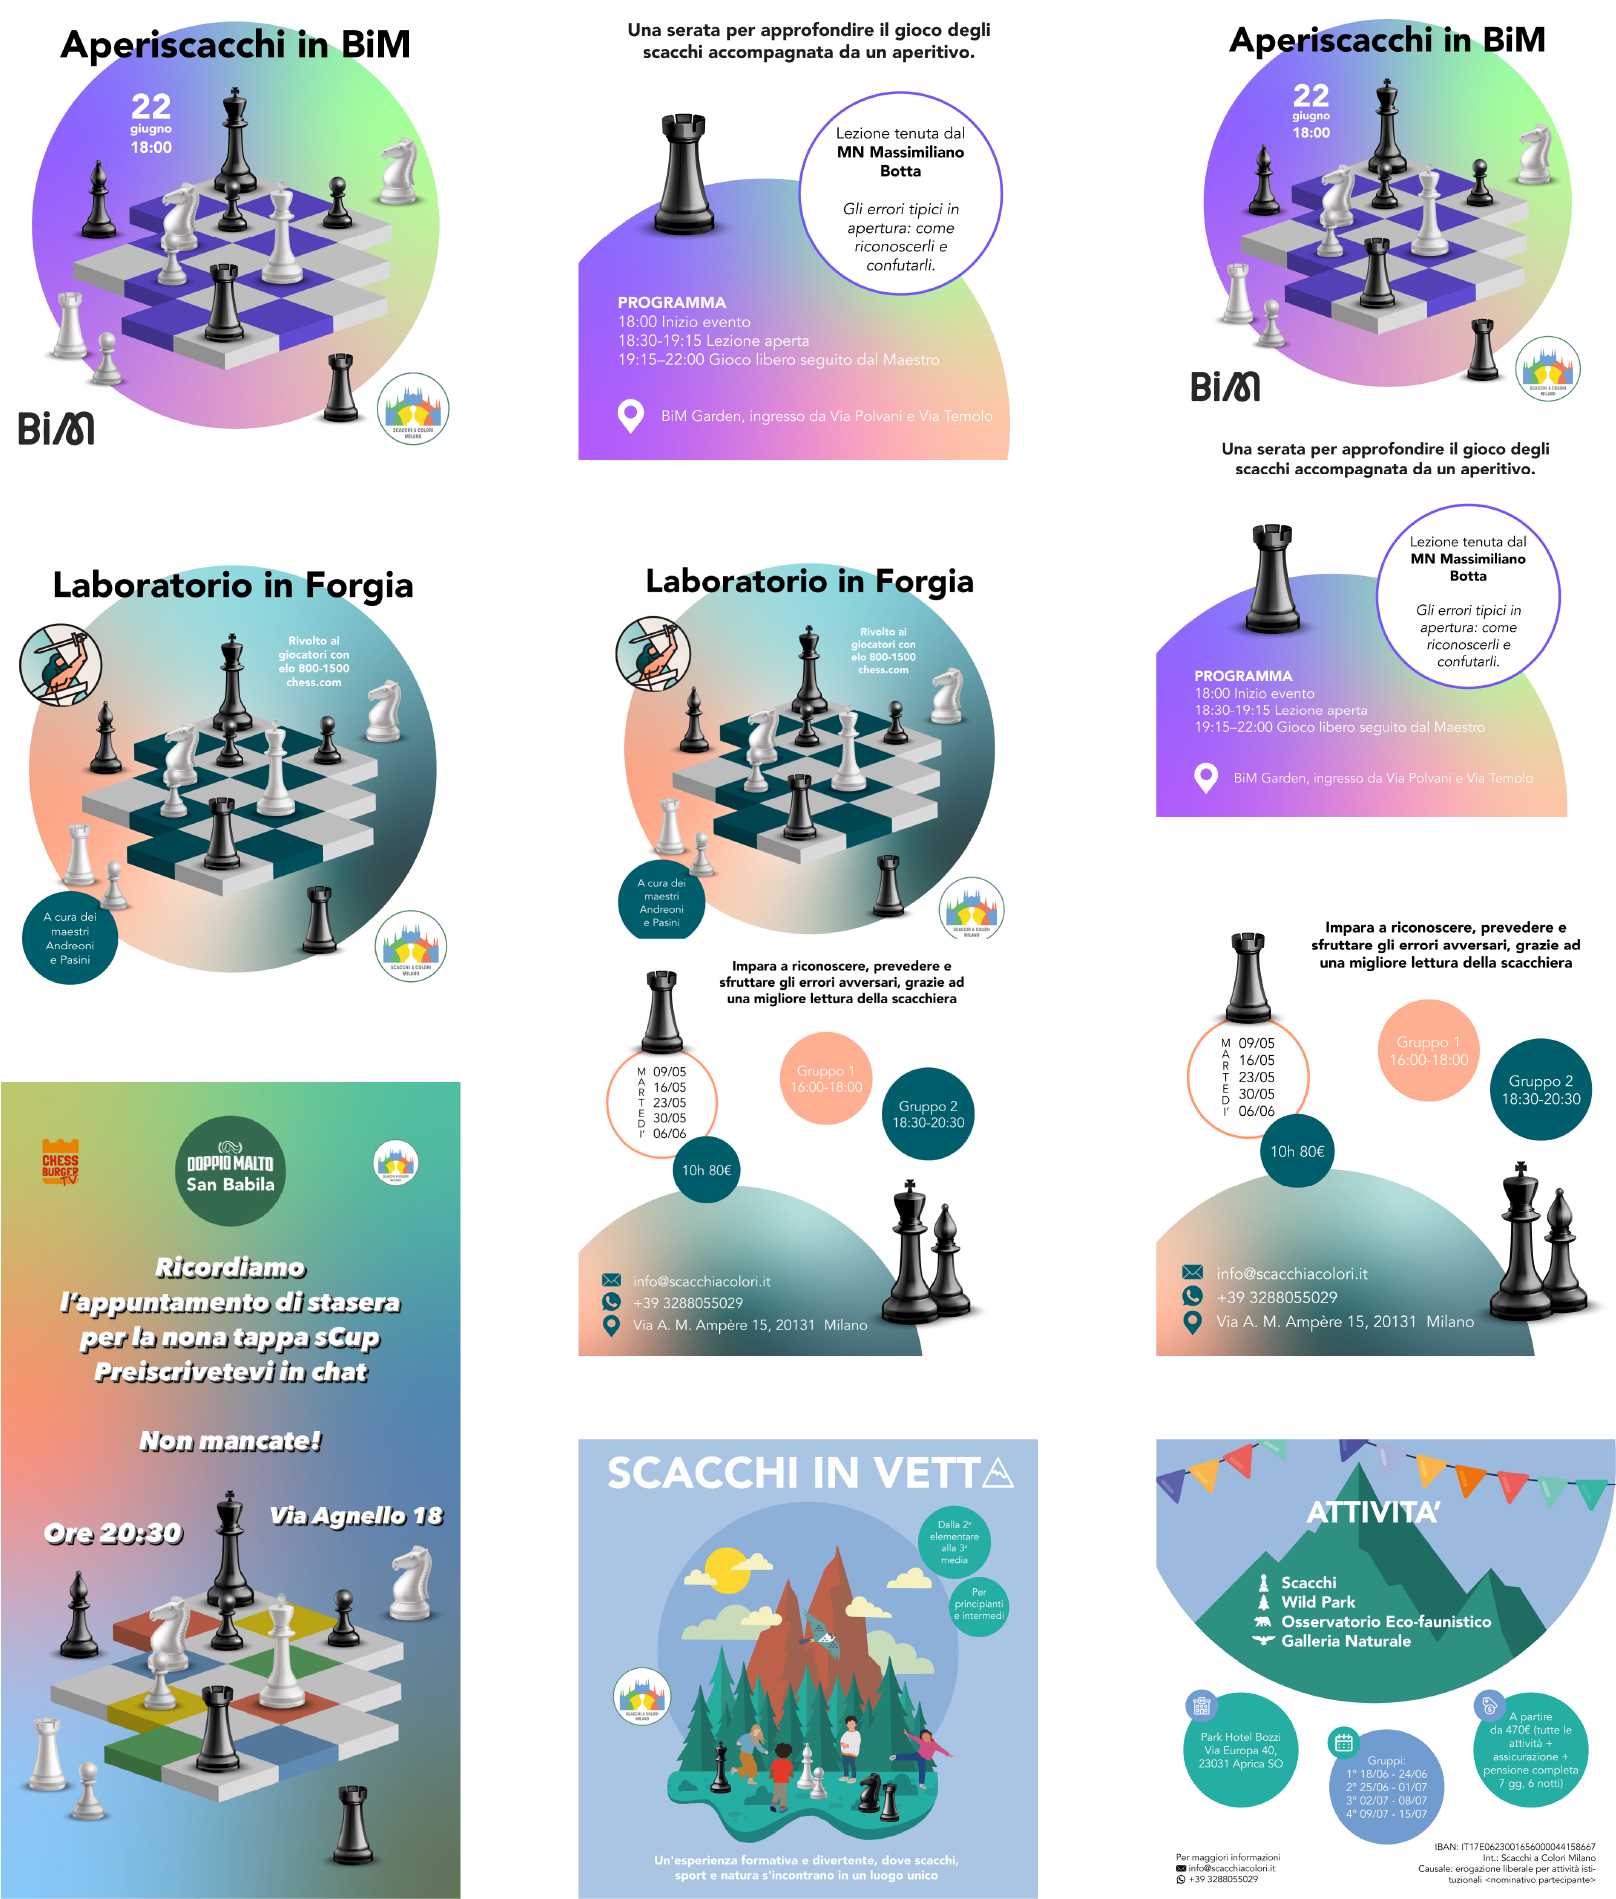 Aperiscacchi in BiM
22
giugno
18:00
BiM
SCACCHI A COLORI
MILANO
Una serata per approfondire il gioco degli
scacchi accompagnata da un aperitivo.
Lezione tenuta dal
MN Massimiliano
Botta
Gli errori tipici in
apertura: come
riconoscerli e
confutarli.
PROGRAMMA
18:00 Inizio evento
18:30-19:15 Lezione aperta
19:15–22:00 Gioco libero seguito dal Maestro
BiM Garden, ingresso da Via Polvani e Via Temolo
Aperiscacchi in BiM
22
giugno
18:00
BiM
SCACCHI A COLORI
MILANO
Una serata per approfondire il gioco degli
scacchi accompagnata da un aperitivo.
Lezione tenuta dal
MN Massimiliano
Botta
Gli errori tipici in
apertura: come
riconoscerli e
confutarli.
PROGRAMMA
18:00 Inizio evento
18:30-19:15 Lezione aperta
19:15–22:00 Gioco libero seguito dal Maestro
BiM Garden, ingresso da Via Polvani e Via Temolo
Laboratorio in Forgia
Rivolto ai
giocatori con
elo 800-1500
chess.com
A cura dei
maestri
Andreoni
e Pasini
SCACCHI A COLORI
MILANO
Laboratorio in Forgia
Rivolto ai
giocatori con
elo 800-1500
chess.com
A cura dei
maestri
Andreoni
e Pasini
SCACCHI A COLORI
MILANO
Impara a riconoscere, prevedere e
sfruttare gli errori avversari, grazie ad
una migliore lettura della scacchiera
MARTEDI'
09/05
16/05
23/05
30/05
06/06
10h 80€
Gruppo 1
16:00-18:00
Gruppo 2
18:30-20:30
info@scacchiacolori.it
+39 3288055029
Via A. M. Ampère 15, 20131 Milano
Impara a riconoscere, prevedere e
sfruttare gli errori avversari, grazie ad
una migliore lettura della scacchiera
MARTEDI'
09/05
16/05
23/05
30/05
06/06
10h 80€
Gruppo 1
16:00-18:00
Gruppo 2
18:30-20:30
info@scacchiacolori.it
+39 3288055029
Via A. M. Ampère 15, 20131 Milano
CHESS
BURGER
TV
DOPPIO MALTO
San Babila
SCACCHI A COLORI
MILANO
Ricordiamo
l'appuntamento di stasera
per la nona tappa sCup
Preiscrivetevi in chat
Non mancate!
Ore 20:30
Via Agnello 18
SCACCHI IN VETTA
Dalla 2ª
elementare
alla 3ª
media
Per
principianti
e intermedi
SCACCHI A COLORI
MILANO
Un'esperienza formativa e divertente, dove scacchi,
sport e natura s'incontrano in un luogo unico
ATTIVITA'
Scacchi
Wild Park
Osservatorio Eco-faunistico
Galleria Naturale
Park Hotel Bozzi
Via Europa 40,
23031 Aprica SO
Gruppi:
1° 18/06 - 24/06
2° 25/06 - 01/07
3° 02/07 - 08/07
4° 09/07 - 15/07
A partire
da 470€ (tutte le
attività +
assicurazione +
pensione completa
7 gg, 6 notti)
Per maggiori informazioni
info@scacchiacolori.it
+39 3288055029
IBAN: IT17E0623001656000044158667
Int.: Scacchi a Colori Milano
Causale: erogazione liberale per attività isti-
tuzionali <nominativo partecipante>